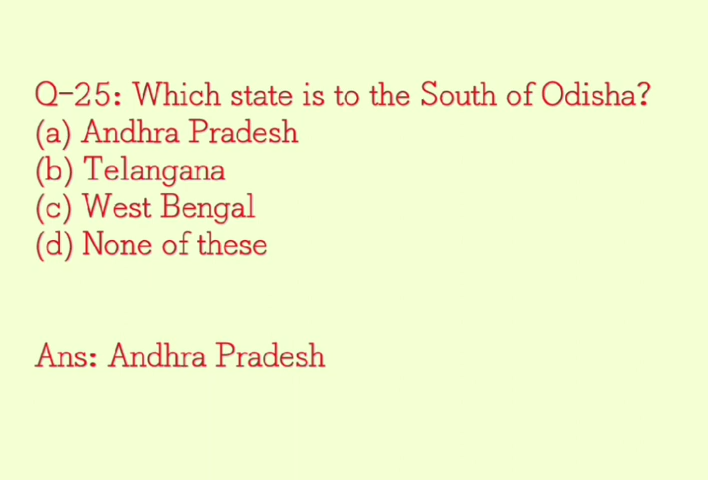 Q-25: Which state is to the South of Odisha?
(a) Andhra Pradesh
(b) Telangana
(c) West Bengal
(d) None of these
Ans: Andhra Pradesh